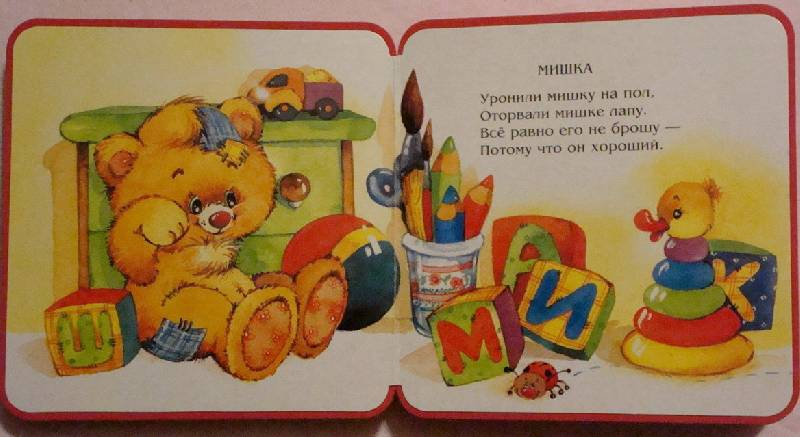 МИШКА
Уронили мишку на пол,
Оторвали мишке лапу.
Всё равно его не брошу —
Потому что он хороший.
Ш
М
И
А
К